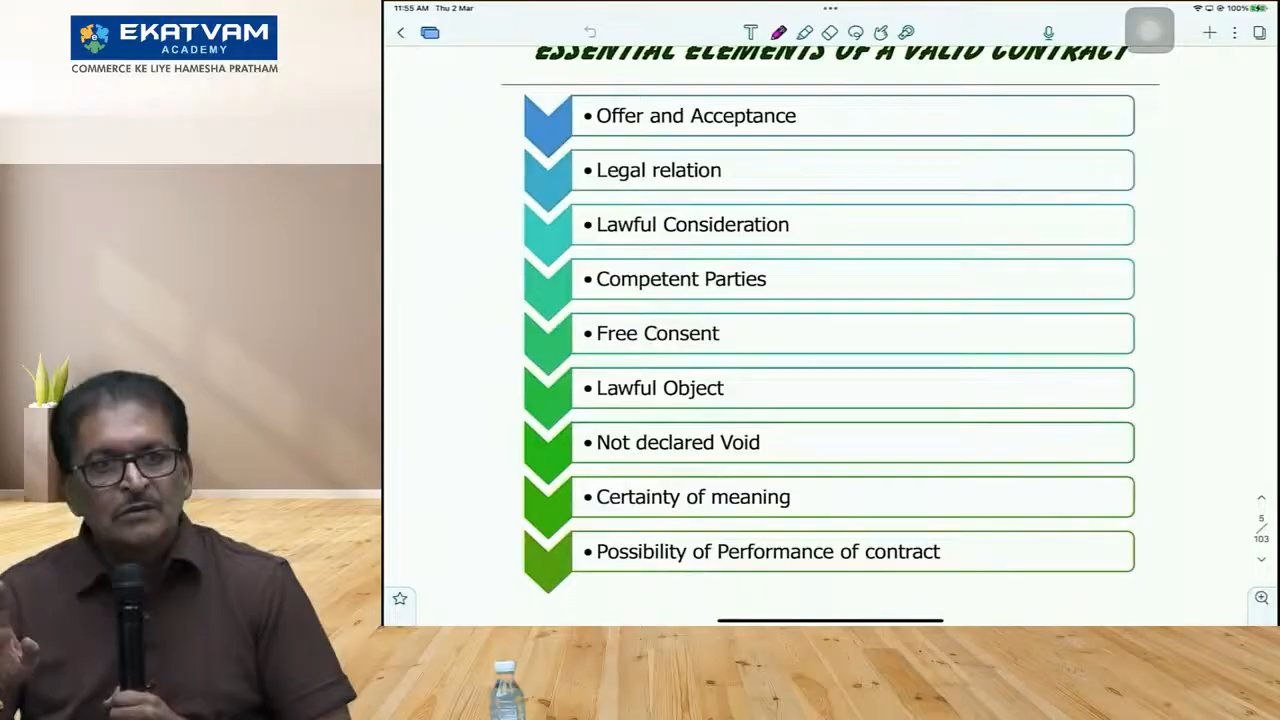 EKATVAM
ACADEMY
COMMERCE KE LIYE HAMESHA PRATHAM
11:55 AM Thu 2 Mar
100%
ESSENTIAL ELEMENTS OF A VALID CONTRACT
• Offer and Acceptance
• Legal relation
• Lawful Consideration
• Competent Parties
• Free Consent
• Lawful Object
• Not declared Void
• Certainty of meaning
• Possibility of Performance of contract
5
103